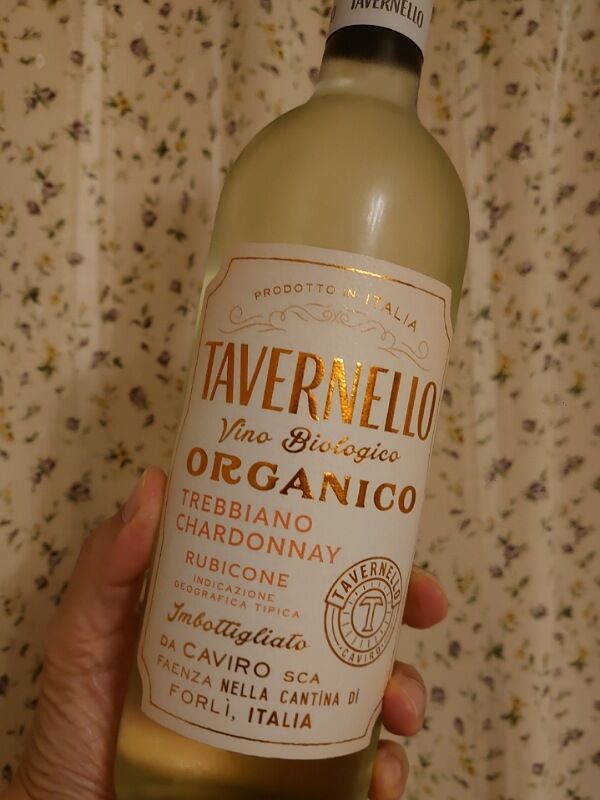 TAVERNELLO
PRODOTTO IN ITALIA
TAVERNELLO
Vino Biologico
ORGANICO
TREBBIANO
CHARDONNAY
RUBICONE
INDICAZIONE
GEOGRAFICA TIPICA
Imbottigliato
DA CAVIRO SCA
FAENZA NELLA CANTINA DI
FORLÌ, ITALIA
TAVERNELLO
T
CAVIRO